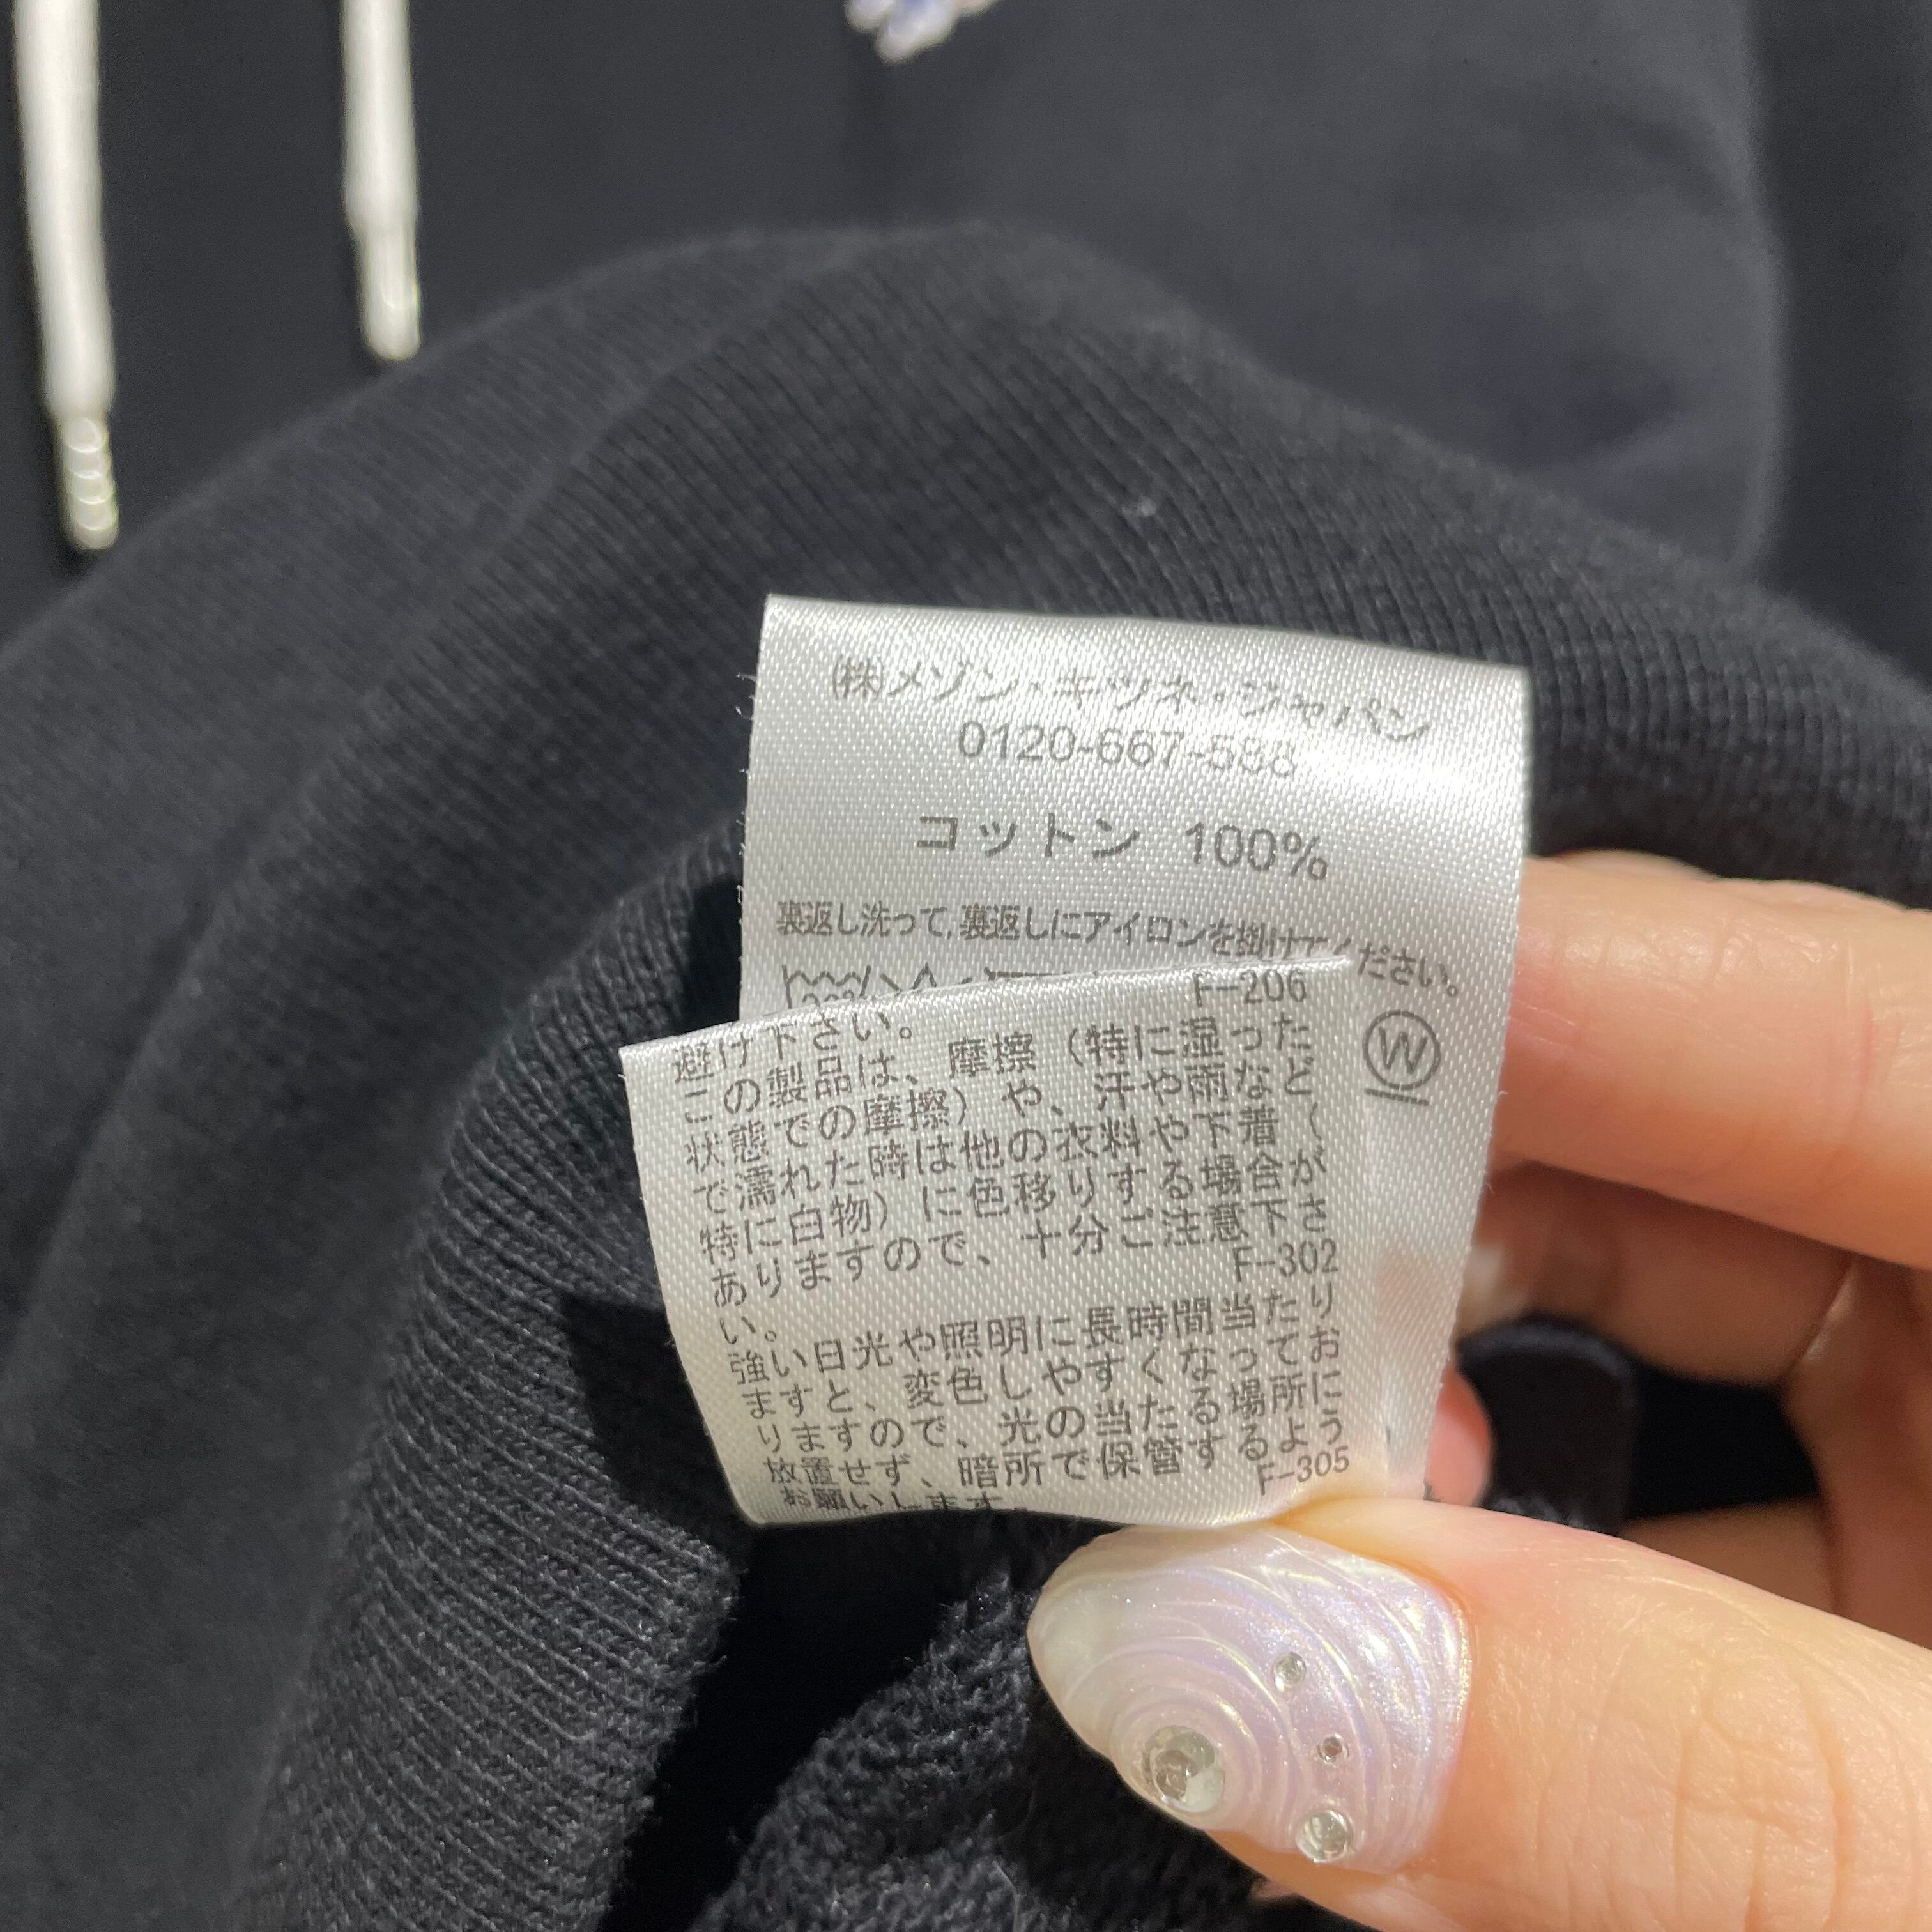 ㈱メゾン・キツネ・ジャパン
0120-667-588
コットン 100%
裏返し洗って,裏返しにアイロンを掛けてください。
W
F-206
避け下さい。
この製品は、摩擦（特に湿った
状態での摩擦）や、汗や雨など
で濡れた時は他の衣料や下着（
特に白物）に色移りする場合が
ありますので、十分ご注意下さ
い。
F-302
強い日光や照明に長時間当たり
ますと、変色しやすくなってお
りますので、光の当たる場所に
放置せず、暗所で保管するよう
お願いします。
F-305